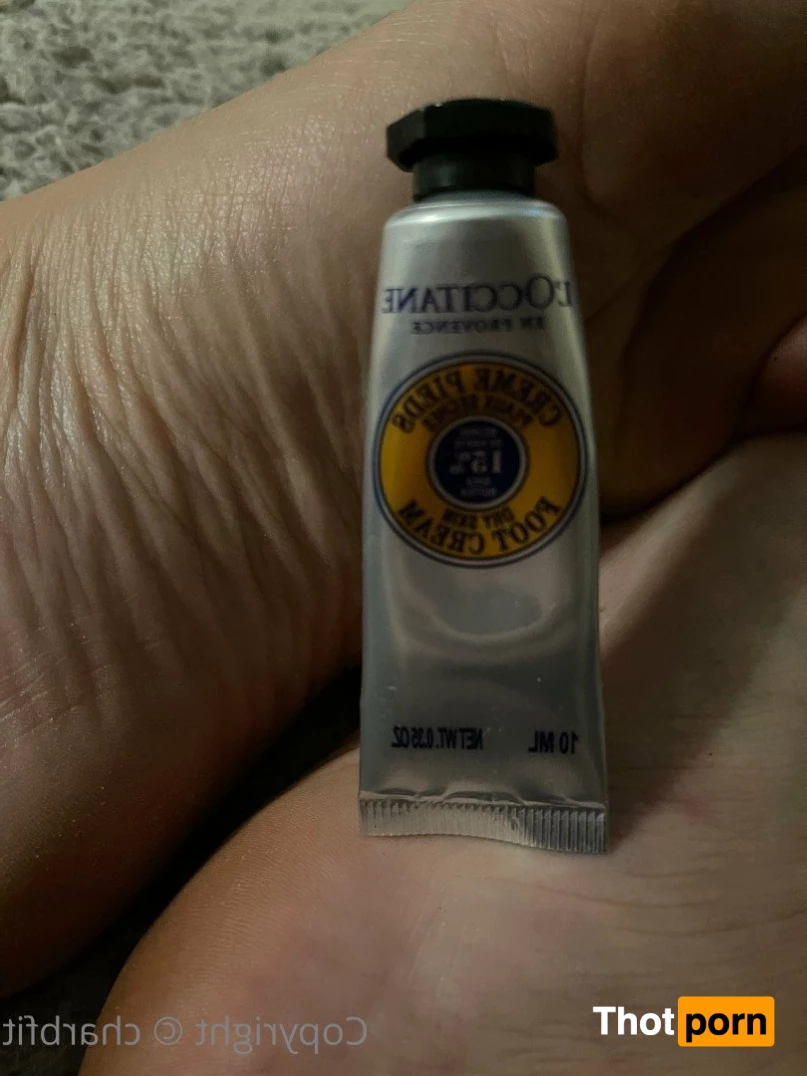 L'OCCITANE
EN PROVENCE
CREME PIEDS
PEAUX SÈCHES
15%
DRY SKIN
FOOT CREAM
10 ML NET WT. 0.35 OZ
Copyright © charbfit
Thotporn